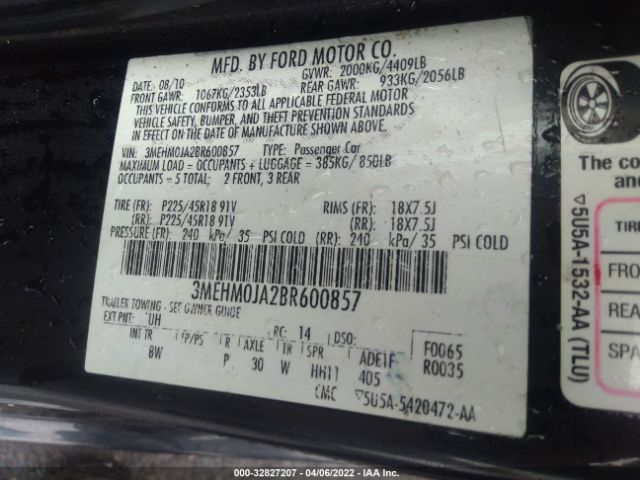 MFD. BY FORD MOTOR CO.
DATE: 08/10 GVWR: 2000KG/4409LB
FRONT GAWR: 1067KG/2353LB REAR GAWR: 933KG/2056LB
THIS VEHICLE CONFORMS TO ALL APPLICABLE FEDERAL MOTOR
VEHICLE SAFETY, BUMPER, AND THEFT PREVENTION STANDARDS
IN EFFECT ON THE DATE OF MANUFACTURE SHOWN ABOVE.
VIN: 3MEHM0JA2BR600857 TYPE: Passenger Car
MAXIMUM LOAD = OCCUPANTS + LUGGAGE = 385KG/850LB
OCCUPANTS = 5 TOTAL: 2 FRONT, 3 REAR
TIRE (FR): P225/45R18 91V RIMS (FR): 18X7.5J
(RR): P225/45R18 91V (RR): 18X7.5J
PRESSURE (FR): 240 kPa/ 35 PSI COLD (RR): 240 kPa/ 35 PSI COLD
3MEHM0JA2BR600857
TRAILER TOWING - SEE OWNER GUIDE
EXT PNT: UH RC: 14 DSO:
INT TR TP/PS R AXLE TR SPR ADE1F F0065
BW P 30 W HH11 405 R0035
CMC ▽5U5A-5420472-AA
The co
and
▽5U5A-1532-AA (TLU)
TIRE
FRO
REA
SPA
000-32827207 - 04/06/2022 - IAA Inc.